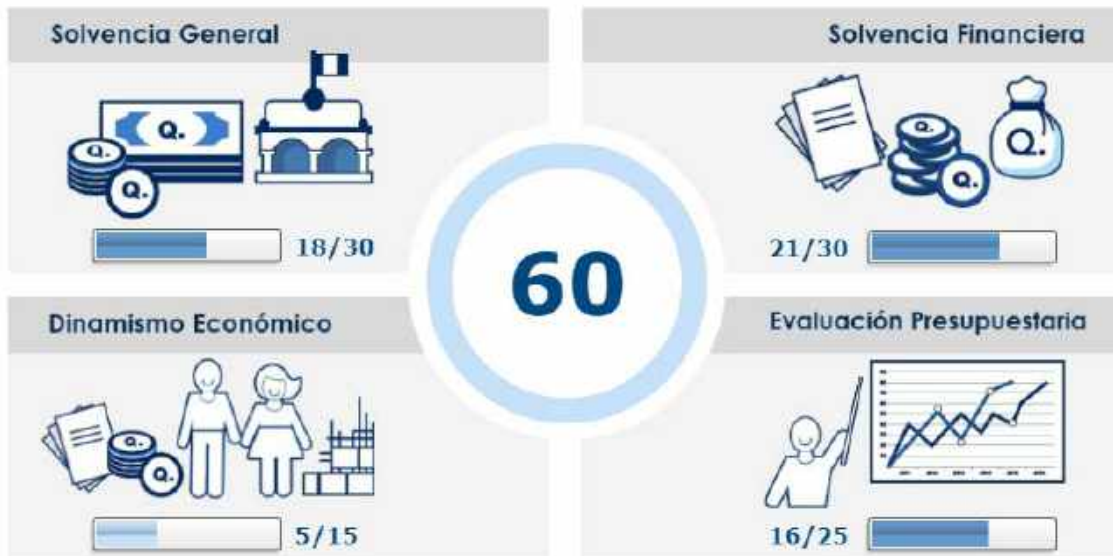 Solvencia General
Q.
Q.
Q.
18/30
Solvencia Financiera
Q.
Q.
Q.
21/30
60
Dinamismo Económico
Q.
Q.
5/15
Evaluación Presupuestaria
16/25